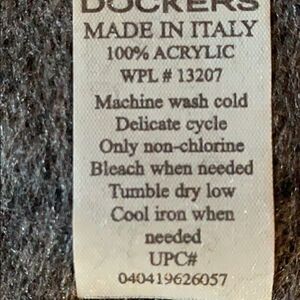 DOCKERS
MADE IN ITALY
100% ACRYLIC
WPL # 13207
Machine wash cold
Delicate cycle
Only non-chlorine
Bleach when needed
Tumble dry low
Cool iron when
needed
UPC#
040419626057